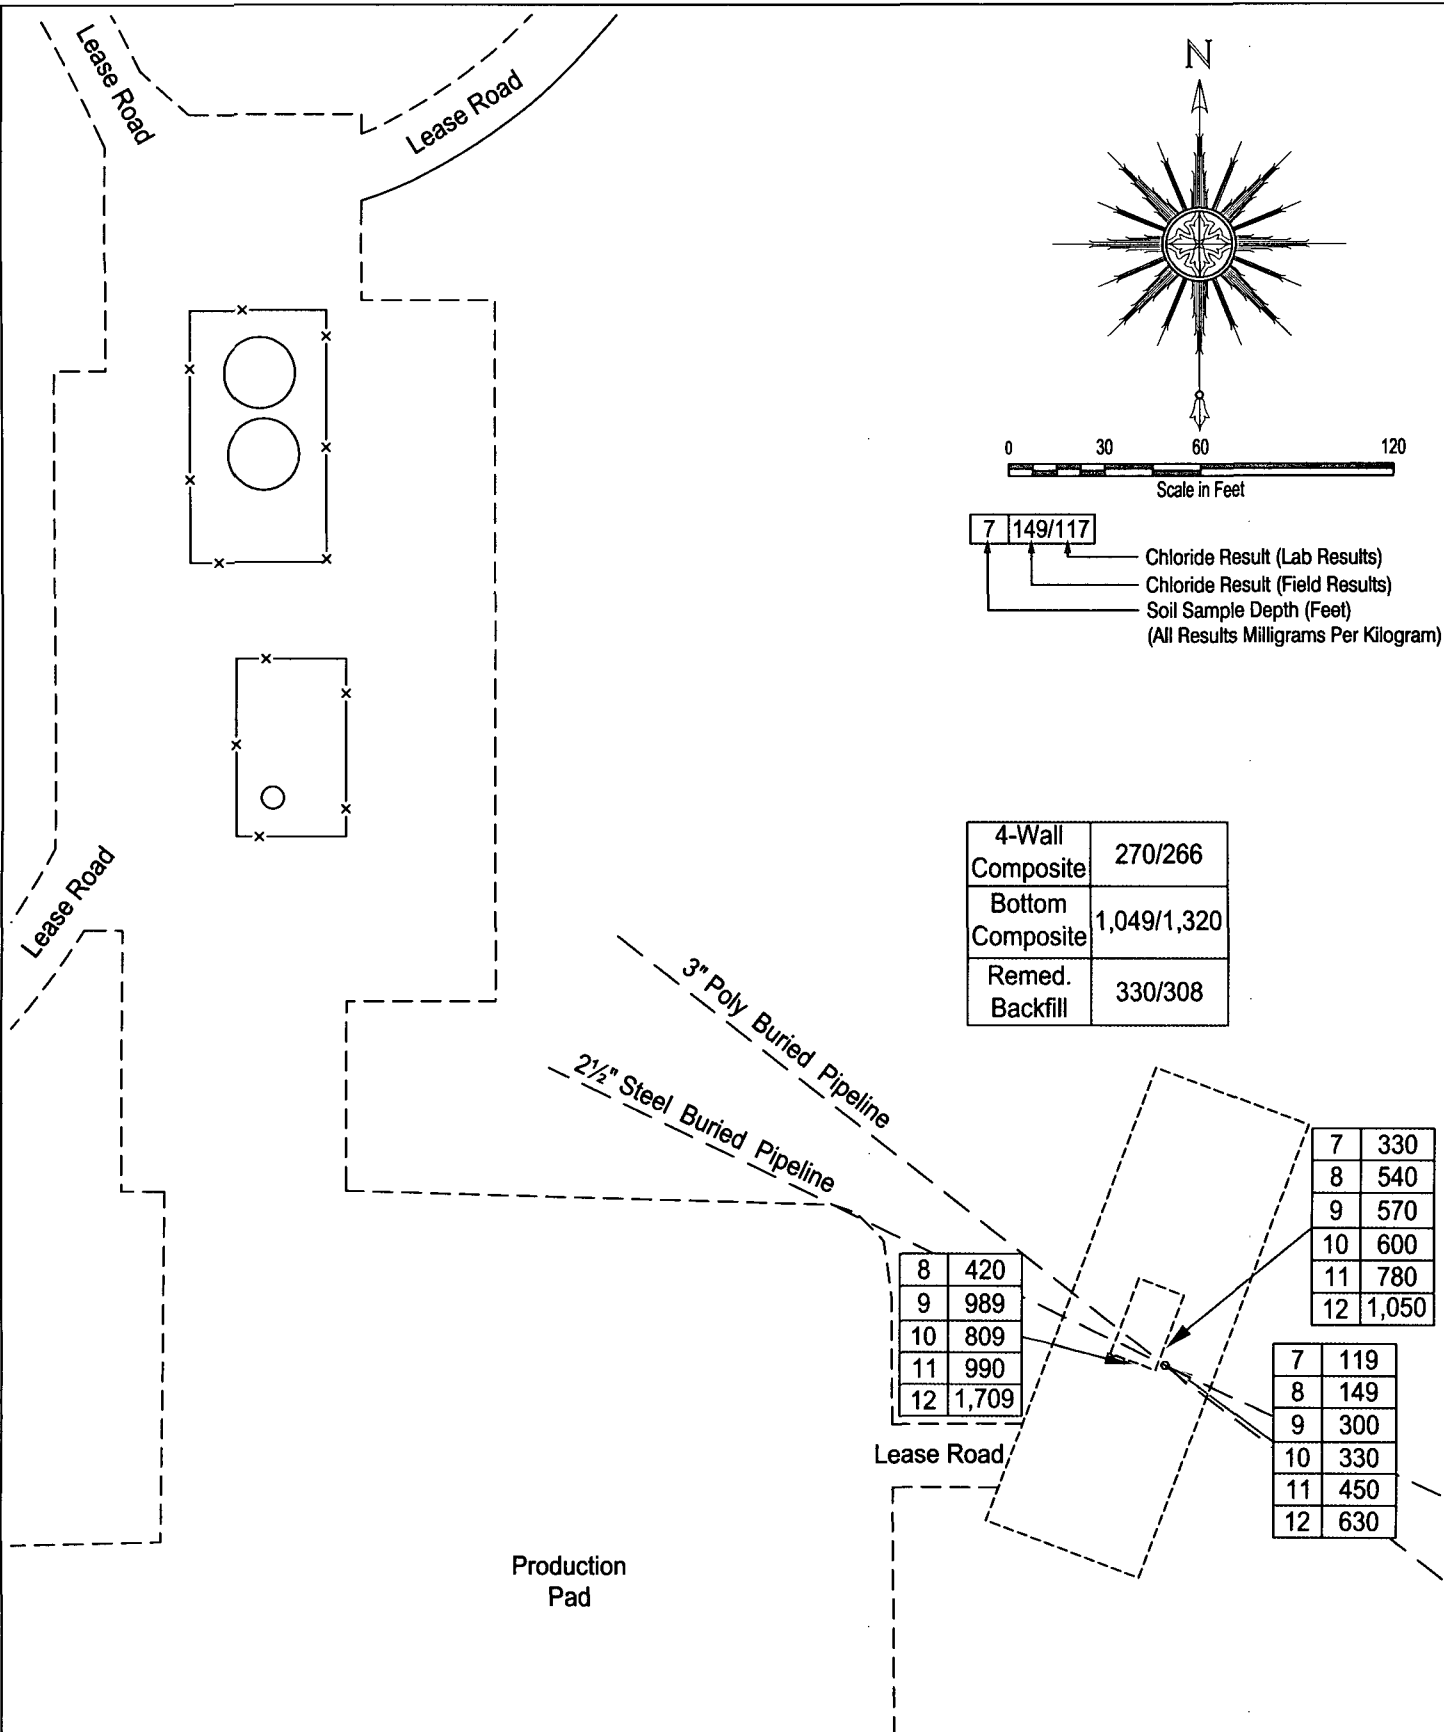 Lease Road
Lease Road
N
0 30 60 120
Scale in Feet
7 149/117
Chloride Result (Lab Results)
Chloride Result (Field Results)
Soil Sample Depth (Feet)
(All Results Milligrams Per Kilogram)
Lease Road
4-Wall
Composite 270/266
Bottom
Composite 1,049/1,320
Remed.
Backfill 330/308
3" Poly Buried Pipeline
2½" Steel Buried Pipeline
7 330
8 540
9 570
10 600
11 780
12 1,050
8 420
9 989
10 809
11 990
12 1,709
7 119
8 149
9 300
10 330
11 450
12 630
Lease Road
Production
Pad